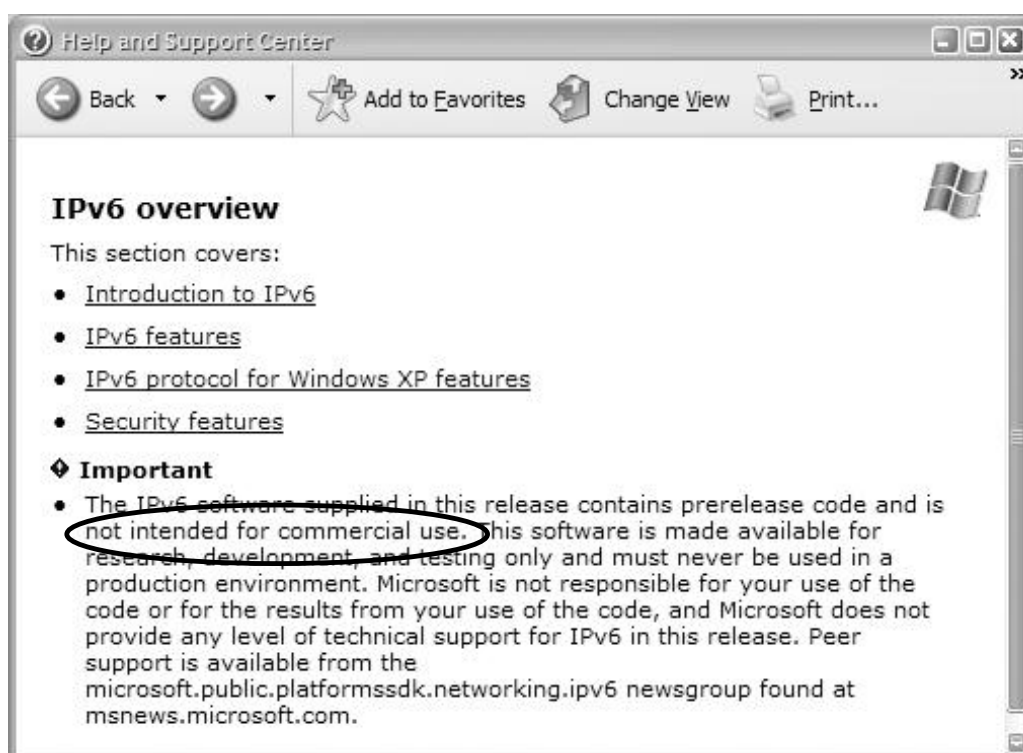 Help and Support Center
Back
Add to Favorites
Change View
Print...
»
IPv6 overview
This section covers:
• Introduction to IPv6
• IPv6 features
• IPv6 protocol for Windows XP features
• Security features
Important
• The IPv6 software supplied in this release contains prerelease code and is
not intended for commercial use. This software is made available for
research, development, and testing only and must never be used in a
production environment. Microsoft is not responsible for your use of the
code or for the results from your use of the code, and Microsoft does not
provide any level of technical support for IPv6 in this release. Peer
support is available from the
microsoft.public.platformssdk.networking.ipv6 newsgroup found at
msnews.microsoft.com.